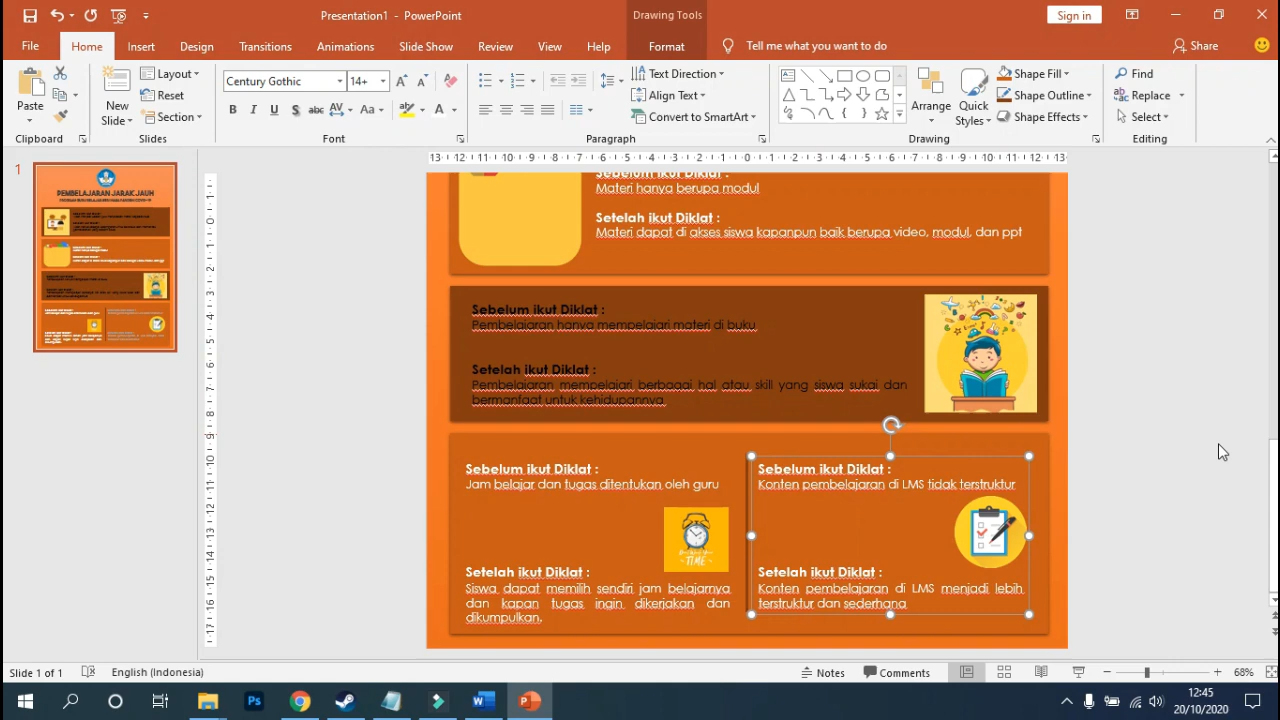 Presentation1 - PowerPoint
Drawing Tools
Sign in
File
Home
Insert
Design
Transitions
Animations
Slide Show
Review
View
Help
Format
Tell me what you want to do
Share
Paste
New
Slide
Layout
Reset
Section
Century Gothic
14+
Text Direction
Align Text
Convert to SmartArt
Arrange
Quick
Styles
Shape Fill
Shape Outline
Shape Effects
Find
Replace
Select
Clipboard
Slides
Font
Paragraph
Drawing
Editing
1
PEMBELAJARAN JARAK JAUH
Sebelum ikut Diklat :
Materi hanya berupa modul
Setelah ikut Diklat :
Materi dapat di akses siswa kapanpun baik berupa video, modul, dan ppt
Sebelum ikut Diklat :
Pembelajaran hanya mempelajari materi di buku
Setelah ikut Diklat :
Pembelajaran mempelajari berbagai hal atau skill yang siswa sukai dan
bermanfaat untuk kehidupannya
Sebelum ikut Diklat :
Jam belajar dan tugas ditentukan oleh guru
TIME
Setelah ikut Diklat :
Siswa dapat memilih sendiri jam belajarnya
dan kapan tugas ingin dikerjakan dan
dikumpulkan.
Sebelum ikut Diklat :
Konten pembelajaran di LMS tidak terstruktur
Setelah ikut Diklat :
Konten pembelajaran di LMS menjadi lebih
terstruktur dan sederhana
Slide 1 of 1
English (Indonesia)
Notes
Comments
68%
12:45
20/10/2020